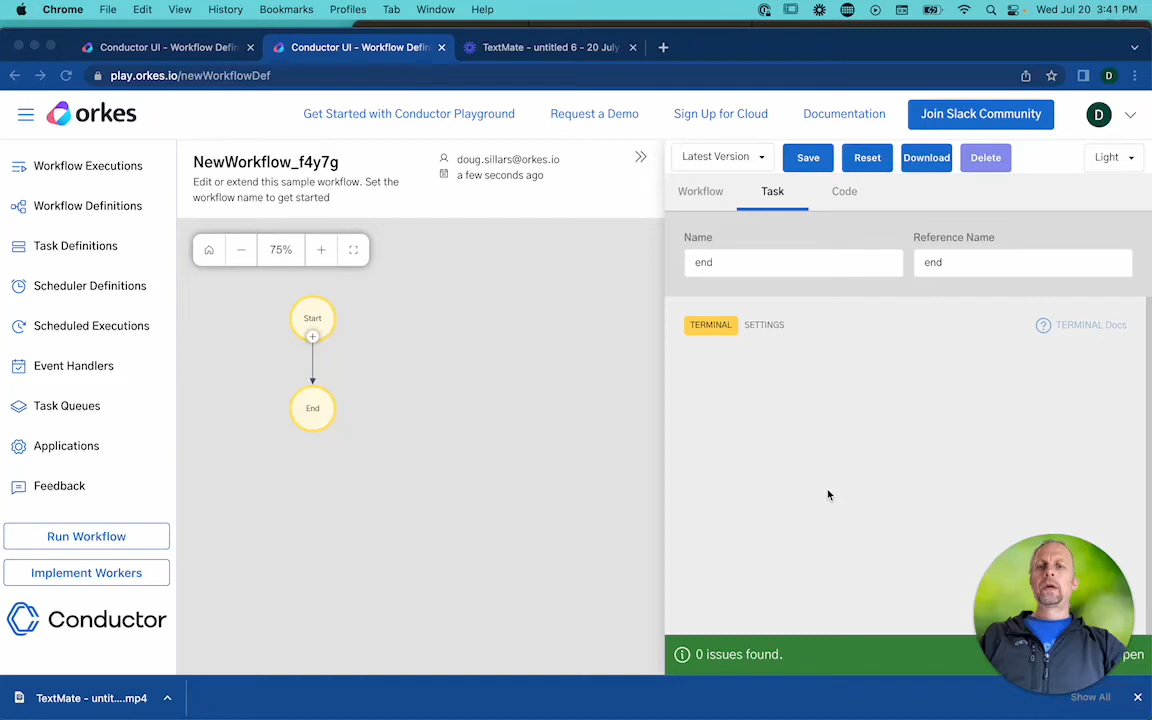 Chrome File Edit View History Bookmarks Profiles Tab Window Help Wed Jul 20 3:41 PM
Conductor UI - Workflow Defin
Conductor UI - Workflow Defin
TextMate - untitled 6 - 20 July
play.orkes.io/newWorkflowDef
D
orkes
Get Started with Conductor Playground
Request a Demo
Sign Up for Cloud
Documentation
Join Slack Community
D
Workflow Executions
Workflow Definitions
Task Definitions
Scheduler Definitions
Scheduled Executions
Event Handlers
Task Queues
Applications
Feedback
Run Workflow
Implement Workers
Conductor
NewWorkflow_f4y7g
Edit or extend this sample workflow. Set the
workflow name to get started
doug.sillars@orkes.io
a few seconds ago
75%
Start
End
Latest Version
Save
Reset
Download
Delete
Light
Workflow
Task
Code
Name
Reference Name
end
end
TERMINAL
SETTINGS
TERMINAL Docs
0 issues found.
pen
TextMate - untit....mp4
Show All